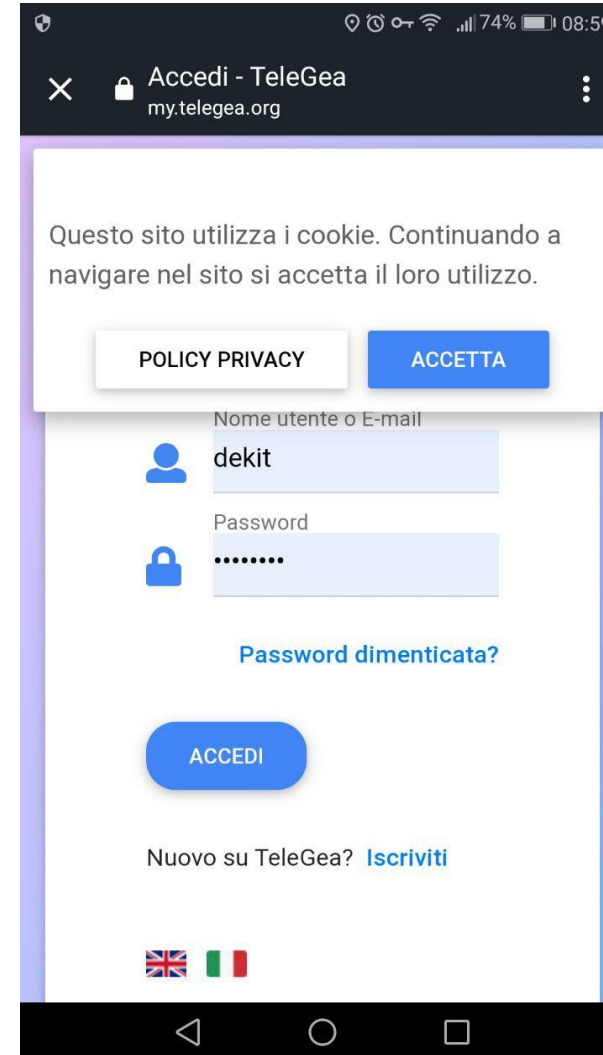 74% 08:59
Accedi - TeleGea
my.telegea.org
Questo sito utilizza i cookie. Continuando a
navigare nel sito si accetta il loro utilizzo.
POLICY PRIVACY ACCETTA
Nome utente o E-mail
dekit
Password
••••••••
Password dimenticata?
ACCEDI
Nuovo su TeleGea? Iscriviti